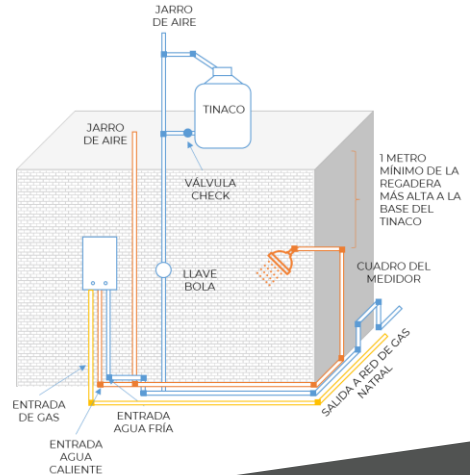 JARRO
DE AIRE
TINACO
JARRO
DE AIRE
VÁLVULA
CHECK
1 METRO
MÍNIMO DE LA
REGADERA
MÁS ALTA A LA
BASE DEL
TINACO
LLAVE
BOLA
CUADRO DEL
MEDIDOR
SALIDA A RED DE GAS
NATRAL
ENTRADA
DE GAS
ENTRADA
AGUA FRÍA
ENTRADA
AGUA
CALIENTE